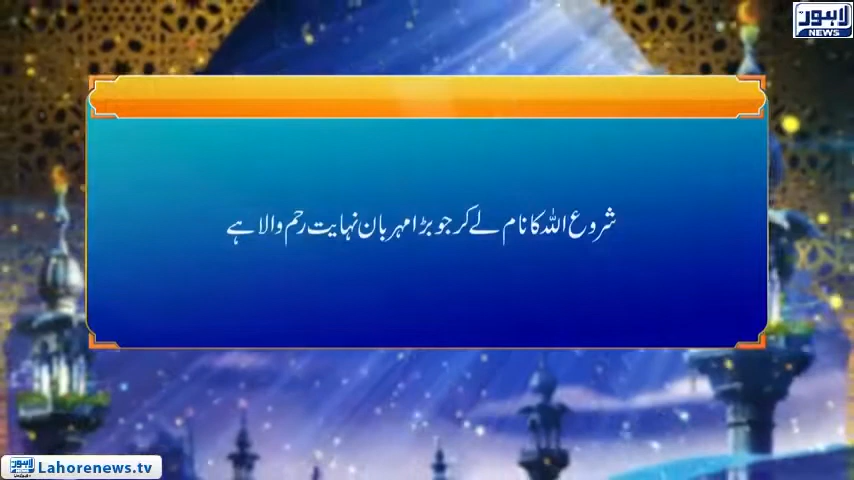 لاہور
NEWS
شروع اللہ کا نام لے کر جو بڑا مہربان نہایت رحم والا ہے
Lahorenews.tv